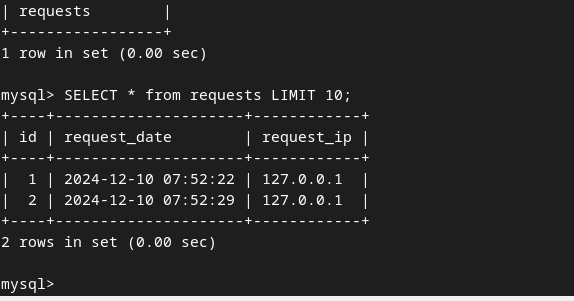 | requests        |
+-----------------+
1 row in set (0.00 sec)
mysql> SELECT * from requests LIMIT 10;
+----+---------------------+------------+
| id | request_date        | request_ip |
+----+---------------------+------------+
|  1 | 2024-12-10 07:52:22 | 127.0.0.1  |
|  2 | 2024-12-10 07:52:29 | 127.0.0.1  |
+----+---------------------+------------+
2 rows in set (0.00 sec)
mysql>